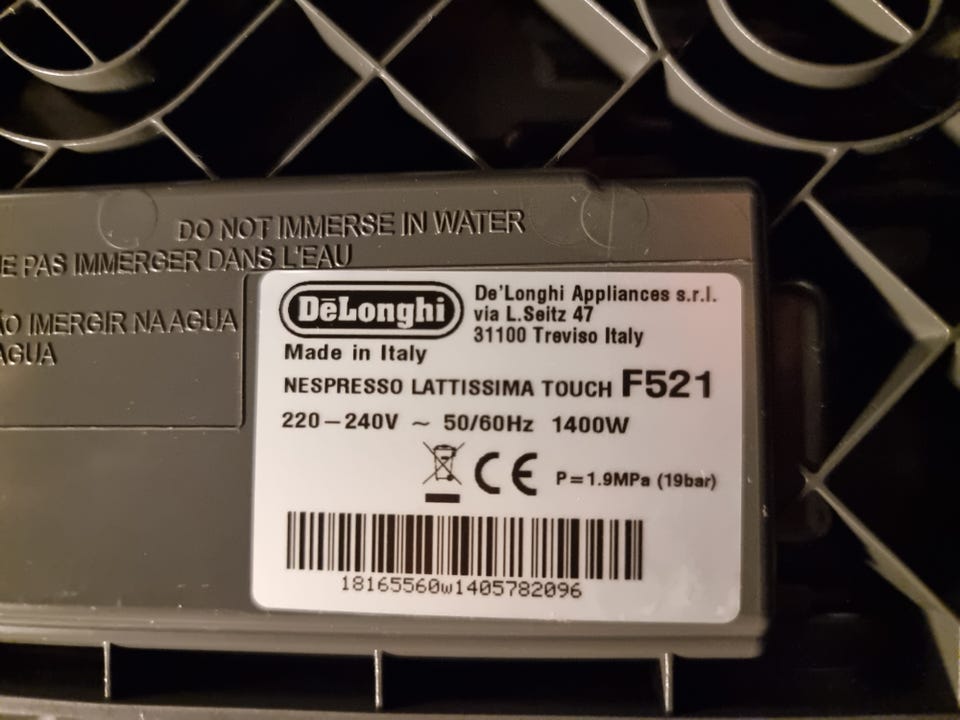 DO NOT IMMERSE IN WATER
PAS IMMERGER DANS L'EAU
IMERGIR NA AGUA
AGUA
DēLonghi
De'Longhi Appliances s.r.l.
via L.Seitz 47
31100 Treviso Italy
Made in Italy
NESPRESSO LATTISSIMA TOUCH F521
220–240V ~ 50/60Hz 1400W
CE P=1.9MPa (19bar)
18165560w1405782096